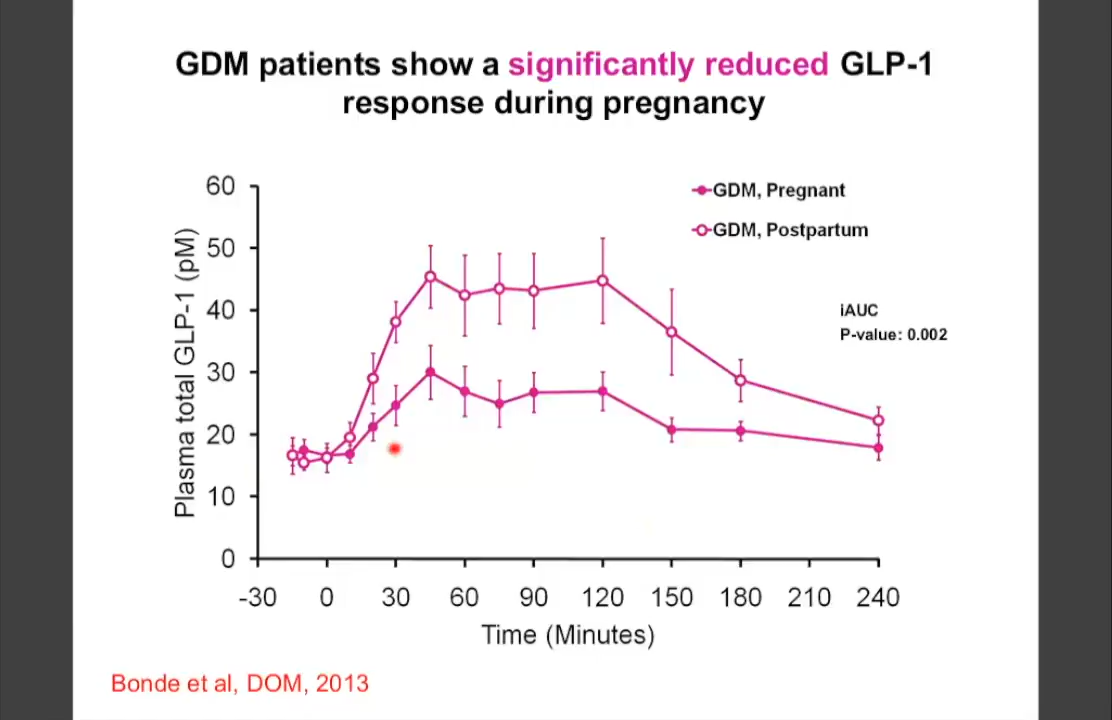 GDM patients show a significantly reduced GLP-1
response during pregnancy
60
50
40
30
20
10
0
Plasma total GLP-1 (pM)
GDM, Pregnant
GDM, Postpartum
iAUC
P-value: 0.002
-30 0 30 60 90 120 150 180 210 240
Time (Minutes)
Bonde et al, DOM, 2013